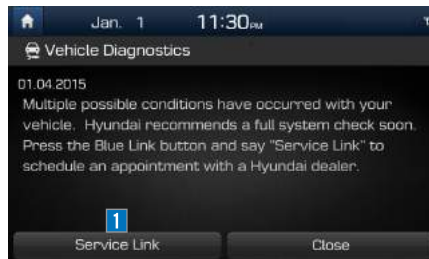 Jan. 1 11:30PM
Vehicle Diagnostics
01.04.2015
Multiple possible conditions have occurred with your
vehicle. Hyundai recommends a full system check soon.
Press the Blue Link button and say "Service Link" to
schedule an appointment with a Hyundai dealer.
1
Service Link Close